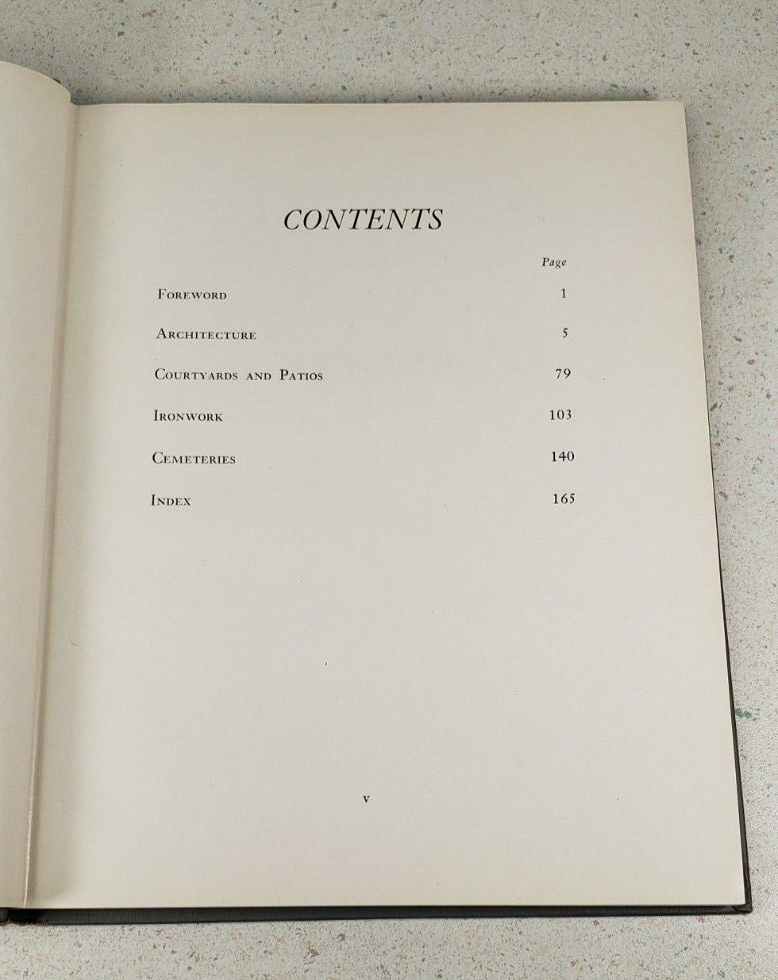 CONTENTS
Page
Foreword 1
Architecture 5
Courtyards and Patios 79
Ironwork 103
Cemeteries 140
Index 165
v